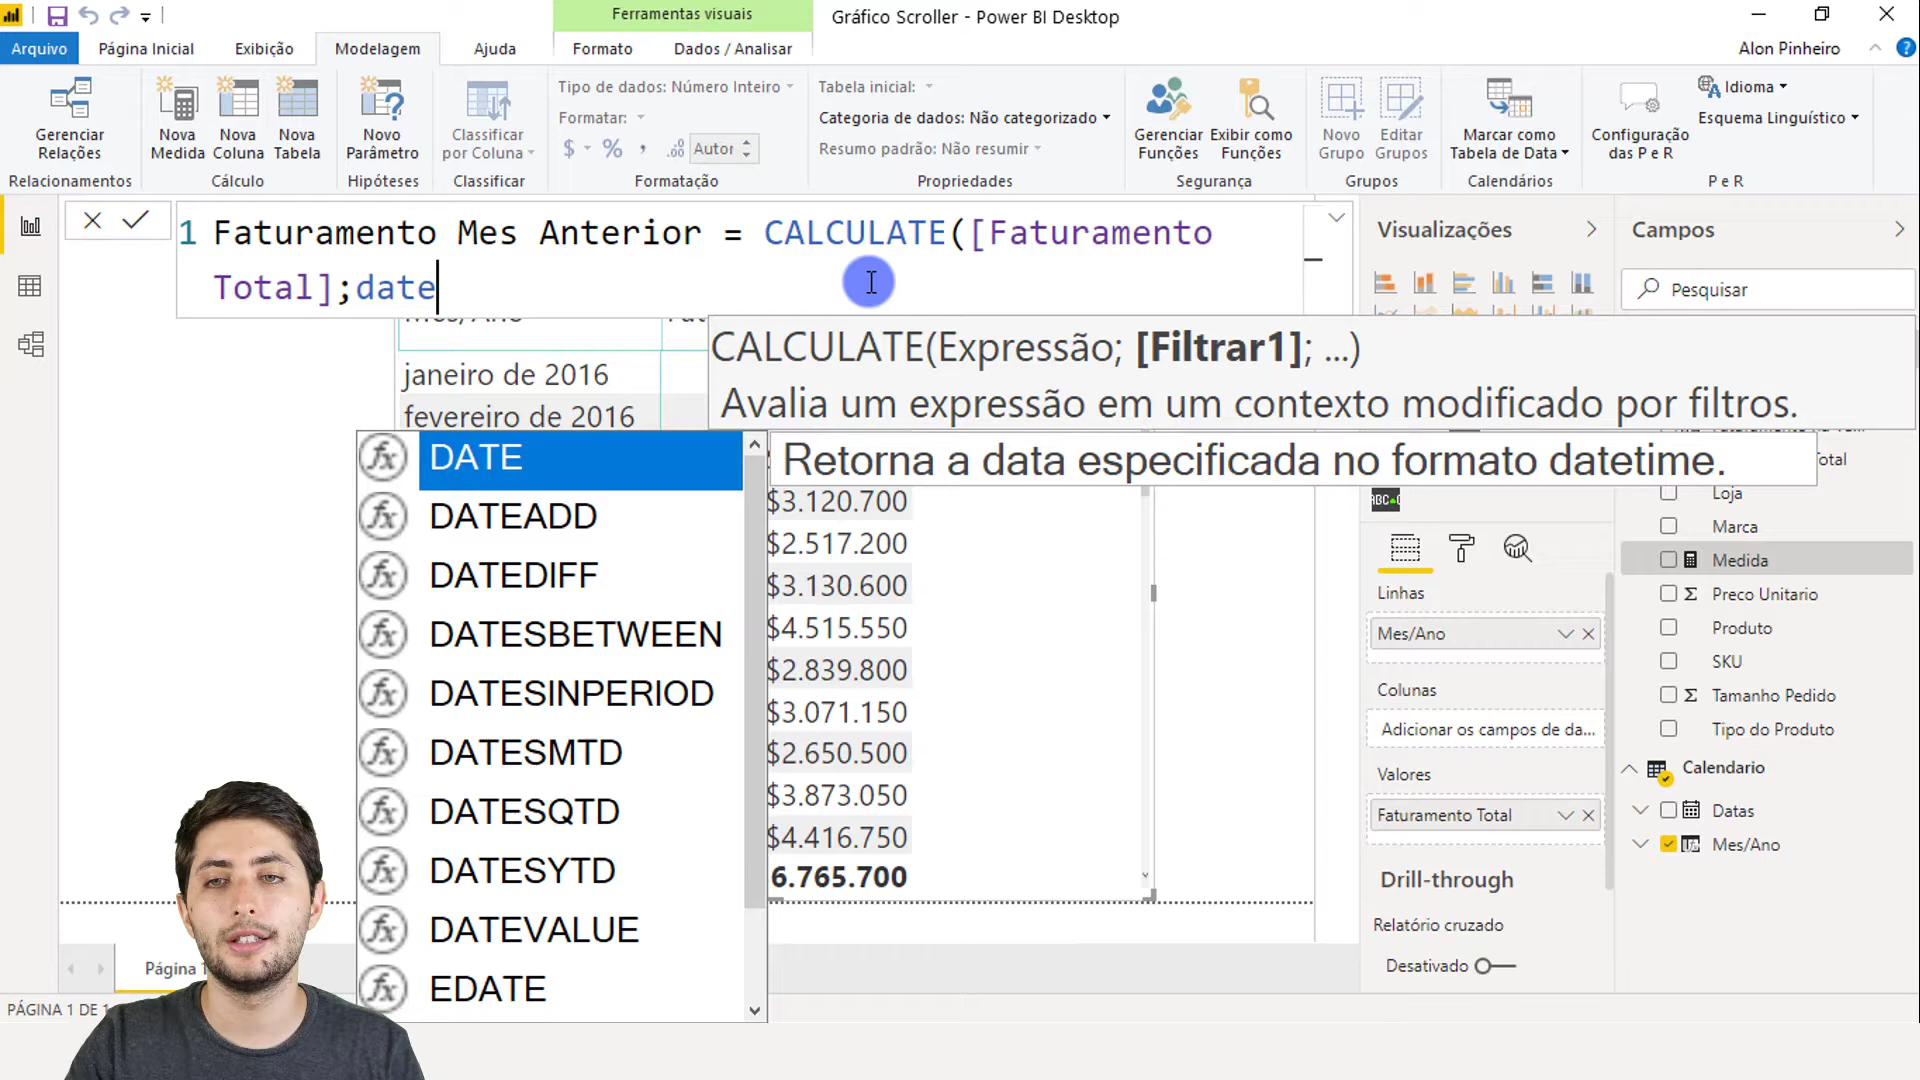 Ferramentas visuais
Gráfico Scroller - Power BI Desktop
Arquivo
Página Inicial
Exibição
Modelagem
Ajuda
Formato
Dados / Analisar
Alon Pinheiro
Gerenciar Relações
Nova Medida
Nova Coluna
Nova Tabela
Novo Parâmetro
Classificar por Coluna
Tipo de dados: Número Inteiro
Formatar:
$ % , Autor
Tabela inicial:
Categoria de dados: Não categorizado
Resumo padrão: Não resumir
Gerenciar Funções
Exibir como Funções
Novo Grupo
Editar Grupos
Marcar como Tabela de Data
Configuração das P e R
Idioma
Esquema Linguístico
Relacionamentos
Cálculo
Hipóteses
Classificar
Formatação
Propriedades
Segurança
Grupos
Calendários
P e R
1 Faturamento Mes Anterior = CALCULATE([Faturamento
Total];date
CALCULATE(Expressão; [Filtrar1]; ...)
Avalia um expressão em um contexto modificado por filtros.
janeiro de 2016
fevereiro de 2016
DATE
Retorna a data especificada no formato datetime.
DATEADD
DATEDIFF
DATESBETWEEN
DATESINPERIOD
DATESMTD
DATESQTD
DATESYTD
DATEVALUE
EDATE
$3.120.700
$2.517.200
$3.130.600
$4.515.550
$2.839.800
$3.071.150
$2.650.500
$3.873.050
$4.416.750
6.765.700
Visualizações
Linhas
Mes/Ano
Colunas
Adicionar os campos de da...
Valores
Faturamento Total
Drill-through
Relatório cruzado
Desativado
Campos
Pesquisar
Loja
Marca
Medida
Preco Unitario
Produto
SKU
Tamanho Pedido
Tipo do Produto
Calendario
Datas
Mes/Ano
Página 1
PÁGINA 1 DE 1